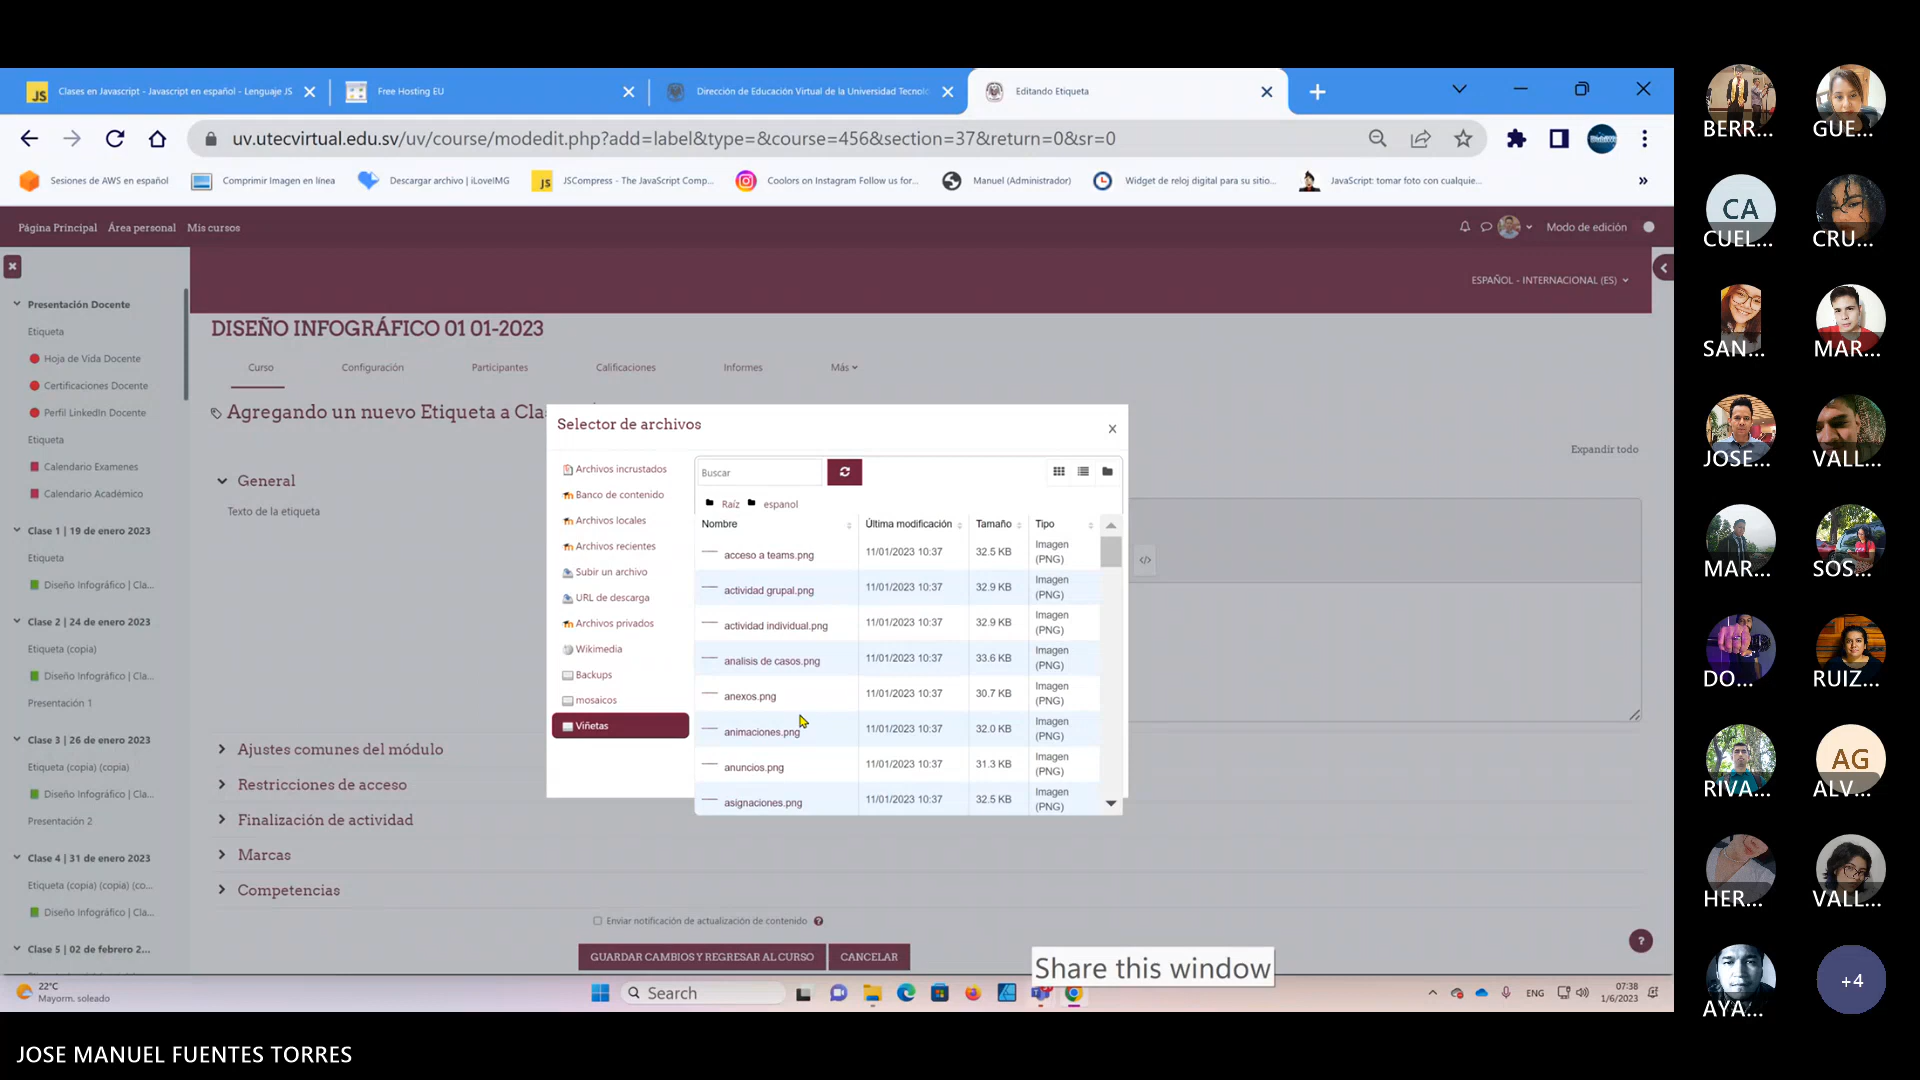 Clases en Javascript - Javascript en español - Lenguaje JS
Free Hosting EU
Dirección de Educación Virtual de la Universidad Tecnol
Editando Etiqueta
uv.utecvirtual.edu.sv/uv/course/modedit.php?add=label&type=&course=456&section=37&return=0&sr=0
Sesiones de AWS en español
Comprimir Imagen en línea
Descargar archivo | iLoveIMG
JSCompress - The JavaScript Comp...
Coolors on Instagram Follow us for...
Manuel (Administrador)
Widget de reloj digital para su sitio...
JavaScript: tomar foto con cualquie...
Página Principal Área personal Mis cursos
Modo de edición
ESPAÑOL - INTERNACIONAL (ES)
Presentación Docente
Etiqueta
Hoja de Vida Docente
Certificaciones Docente
Perfil LinkedIn Docente
Etiqueta
Calendario Examenes
Calendario Académico
Clase 1 | 19 de enero 2023
Etiqueta
Diseño Infográfico | Cla...
Clase 2 | 24 de enero 2023
Etiqueta (copia)
Diseño Infográfico | Cla...
Presentación 1
Clase 3 | 26 de enero 2023
Etiqueta (copia) (copia)
Diseño Infográfico | Cla...
Presentación 2
Clase 4 | 31 de enero 2023
Etiqueta (copia) (copia) (co...
Diseño Infográfico | Cla...
Clase 5 | 02 de febrero 2...
DISEÑO INFOGRÁFICO 01 01-2023
Curso Configuración Participantes Calificaciones Informes Más
Agregando un nuevo Etiqueta a Cla
Expandir todo
General
Texto de la etiqueta
Ajustes comunes del módulo
Restricciones de acceso
Finalización de actividad
Marcas
Competencias
Enviar notificación de actualización de contenido
GUARDAR CAMBIOS Y REGRESAR AL CURSO CANCELAR
Selector de archivos
Archivos incrustados
Banco de contenido
Archivos locales
Archivos recientes
Subir un archivo
URL de descarga
Archivos privados
Wikimedia
Backups
mosaicos
Viñetas
Buscar
Raíz espanol
Nombre Última modificación Tamaño Tipo
acceso a teams.png 11/01/2023 10:37 32.5 KB Imagen (PNG)
actividad grupal.png 11/01/2023 10:37 32.9 KB Imagen (PNG)
actividad individual.png 11/01/2023 10:37 32.9 KB Imagen (PNG)
analisis de casos.png 11/01/2023 10:37 33.6 KB Imagen (PNG)
anexos.png 11/01/2023 10:37 30.7 KB Imagen (PNG)
animaciones.png 11/01/2023 10:37 32.0 KB Imagen (PNG)
anuncios.png 11/01/2023 10:37 31.3 KB Imagen (PNG)
asignaciones.png 11/01/2023 10:37 32.5 KB Imagen (PNG)
Share this window
22°C
Mayorm. soleado
Search
ENG
07:38
1/6/2023
BERR... GUE...
CA
CUEL... CRU...
SAN... MAR...
JOSE... VALL...
MAR... SOS...
DO... RUIZ...
AG
RIVA... ALV...
HER... VALL...
AYA... +4
JOSE MANUEL FUENTES TORRES